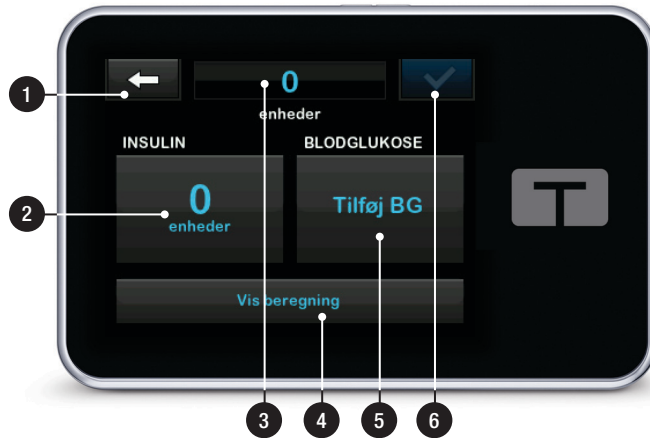 0
enheder
INSULIN
BLODGLUKOSE
0
enheder
Tilføj BG
Vis beregning
1
2
3
4
5
6